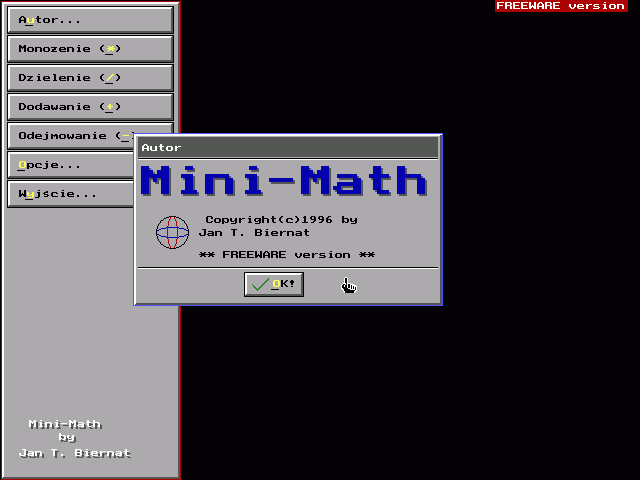 FREEWARE version
Autor...
Monozenie (*)
Dzielenie (/)
Dodawanie (+)
Odejmowanie (-)
Opcje...
Wyjscie...
Autor
Mini-Math
Copyright(c)1996 by
Jan T. Biernat
** FREEWARE version **
OK!
Mini-Math
by
Jan T. Biernat